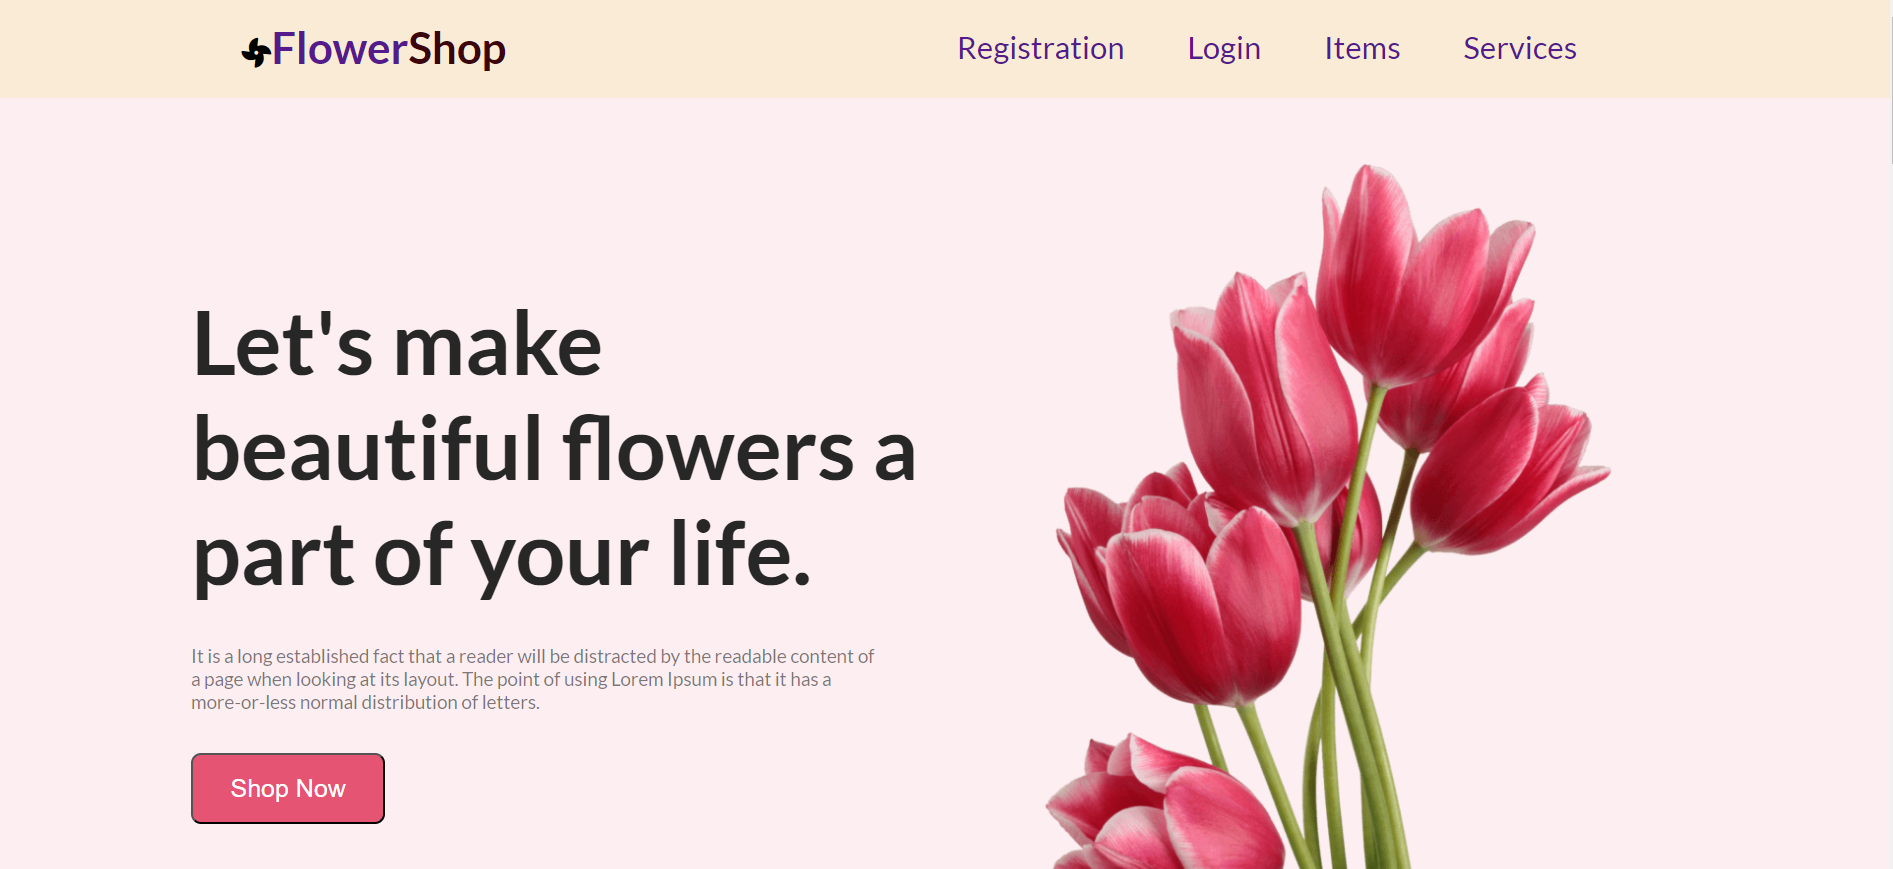 FlowerShop
Registration Login Items Services
Let's make
beautiful flowers a
part of your life.
It is a long established fact that a reader will be distracted by the readable content of
a page when looking at its layout. The point of using Lorem Ipsum is that it has a
more-or-less normal distribution of letters.
Shop Now